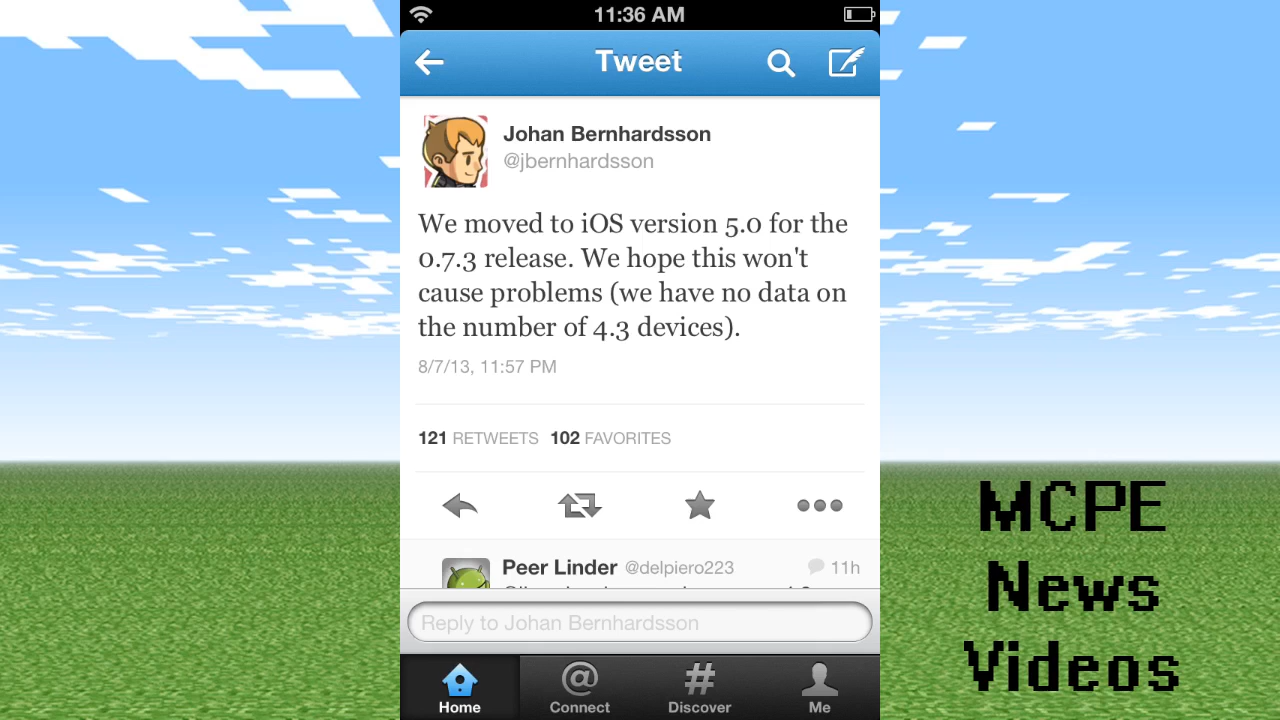 11:36 AM
Tweet
Johan Bernhardsson
@jbernhardsson
We moved to iOS version 5.0 for the
0.7.3 release. We hope this won't
cause problems (we have no data on
the number of 4.3 devices).
8/7/13, 11:57 PM
121 RETWEETS 102 FAVORITES
Peer Linder @delpiero223 11h
Reply to Johan Bernhardsson
Home Connect Discover Me
MCPE
News
Videos